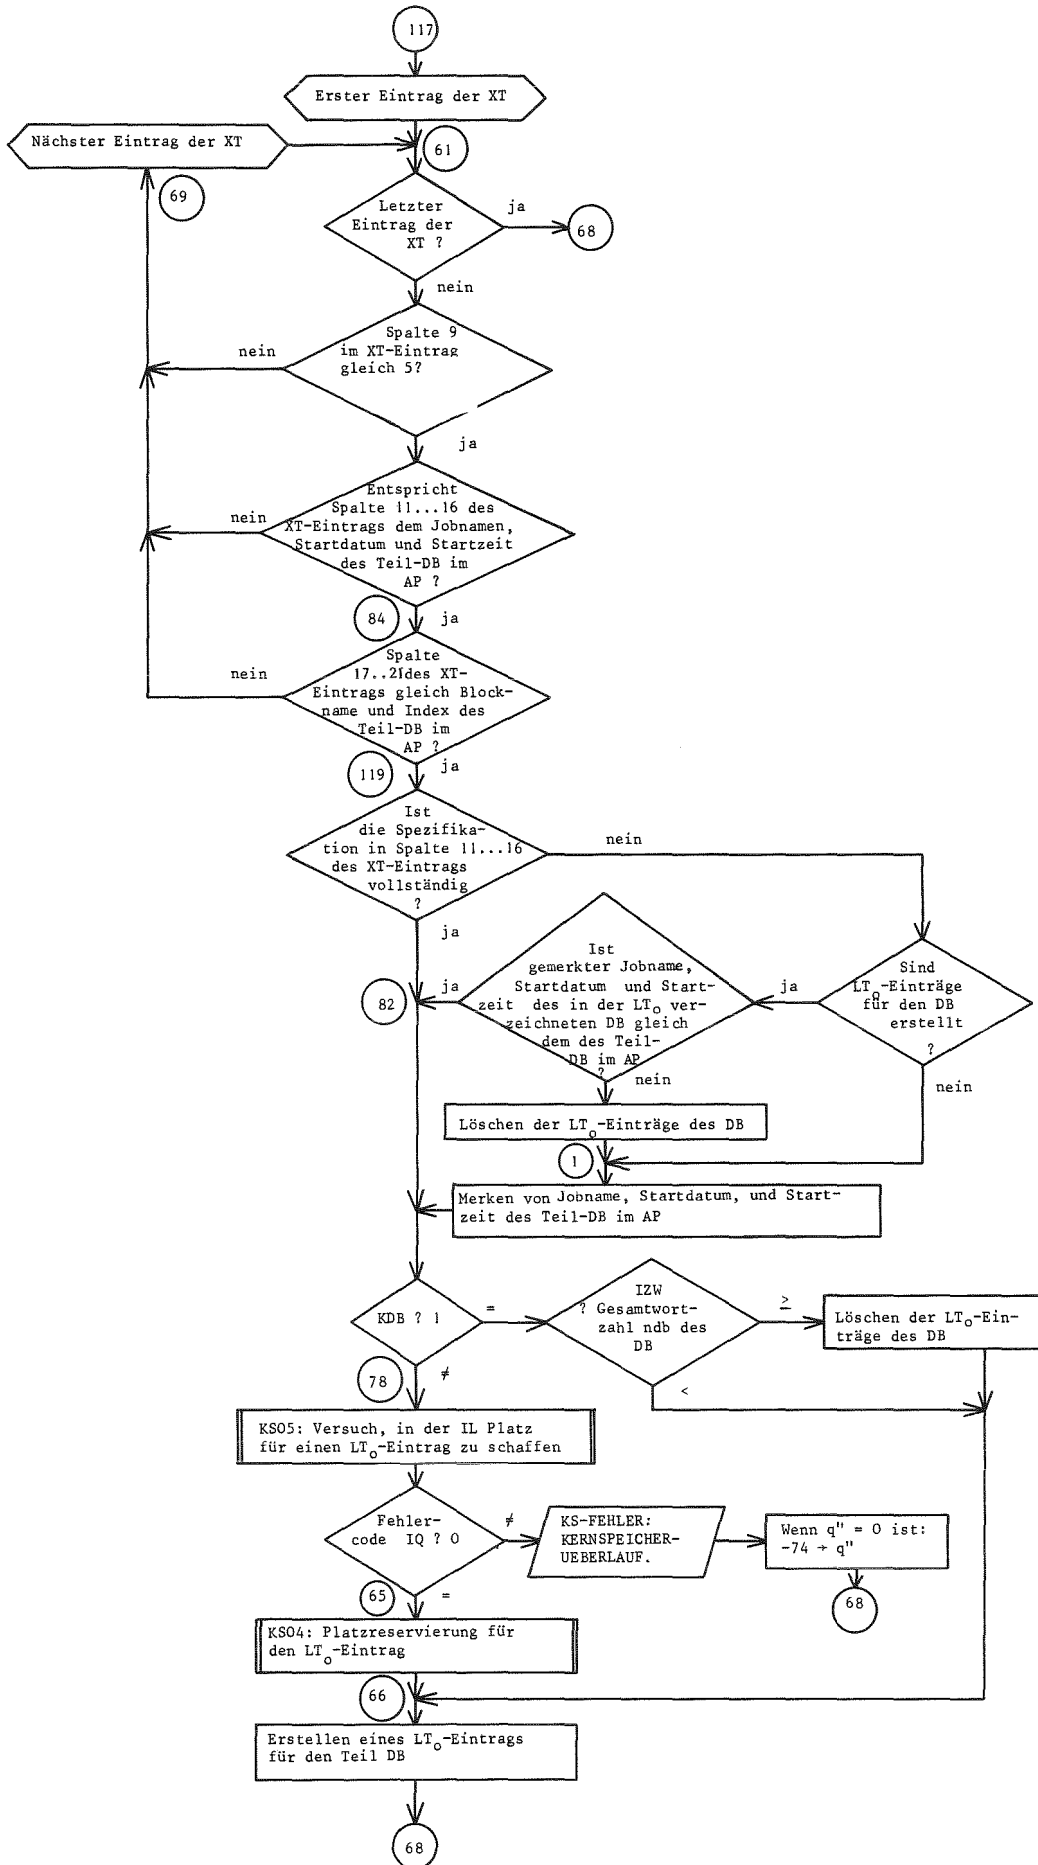 117
Erster Eintrag der XT
Nächster Eintrag der XT
61
69
Letzter
Eintrag der
XT ?
ja
68
nein
Spalte 9
im XT-Eintrag
gleich 5?
nein
ja
Entspricht
Spalte 11...16 des
XT-Eintrags dem Jobnamen,
Startdatum und Startzeit
des Teil-DB im
AP ?
nein
84
ja
Spalte
17..21des XT-
Eintrags gleich Block-
name und Index des
Teil-DB im
AP ?
nein
119
ja
Ist
die Spezifika-
tion in Spalte 11...16
des XT-Eintrags
vollständig
?
nein
ja
Sind
LTo-Einträge
für den DB
erstellt
?
ja
nein
Ist
gemerkter Jobname,
Startdatum und Start-
zeit des in der LTo ver-
zeichneten DB gleich
dem des Teil-
DB im AP
?
ja
82
nein
Löschen der LTo-Einträge des DB
1
Merken von Jobname, Startdatum, und Start-
zeit des Teil-DB im AP
KDB ? 1
=
IZW
? Gesamtwort-
zahl ndb des
DB
≥
Löschen der LTo-Ein-
träge des DB
<
78
≠
KS05: Versuch, in der IL Platz
für einen LTo-Eintrag zu schaffen
Fehler-
code IQ ? 0
≠
KS-FEHLER:
KERNSPEICHER-
UEBERLAUF.
Wenn q" = 0 ist:
-74 → q"
68
65
=
KS04: Platzreservierung für
den LTo-Eintrag
66
Erstellen eines LTo-Eintrags
für den Teil DB
68